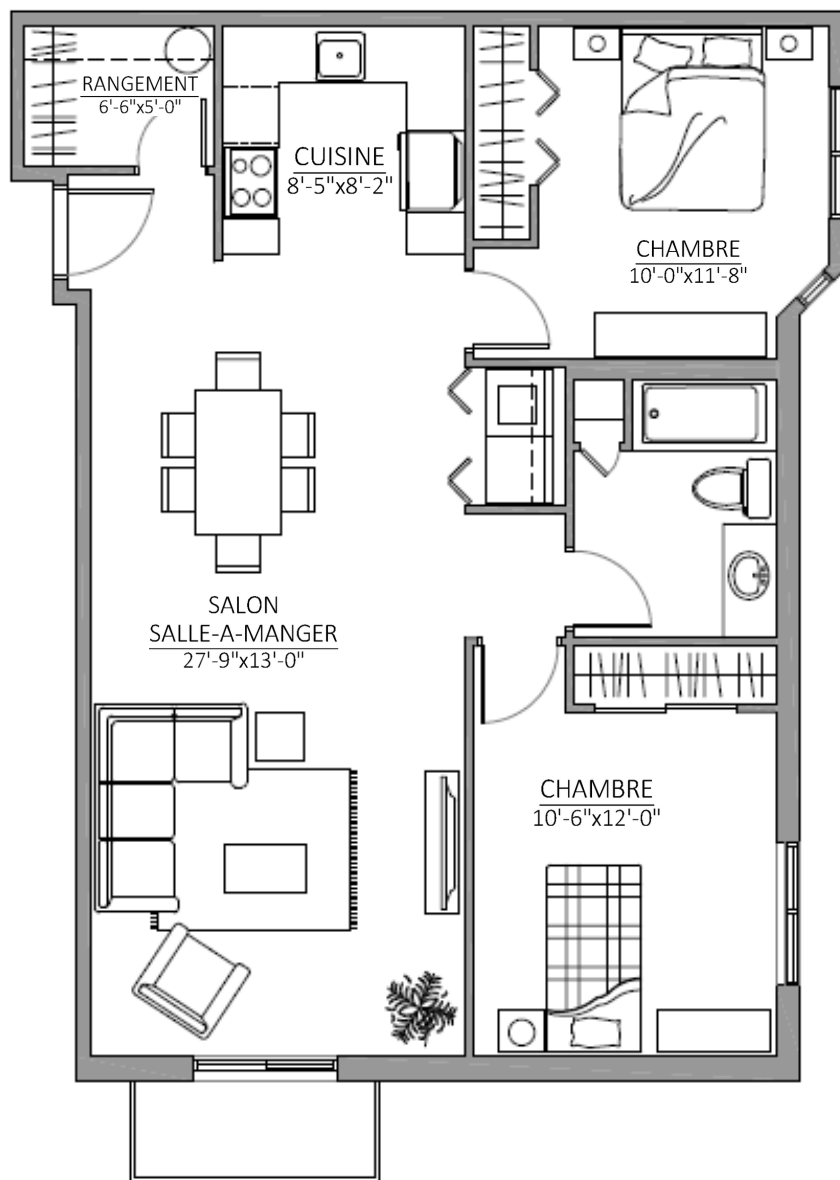 RANGEMENT
6'-6"x5'-0"
CUISINE
8'-5"x8'-2"
CHAMBRE
10'-0"x11'-8"
SALON
SALLE-A-MANGER
27'-9"x13'-0"
CHAMBRE
10'-6"x12'-0"